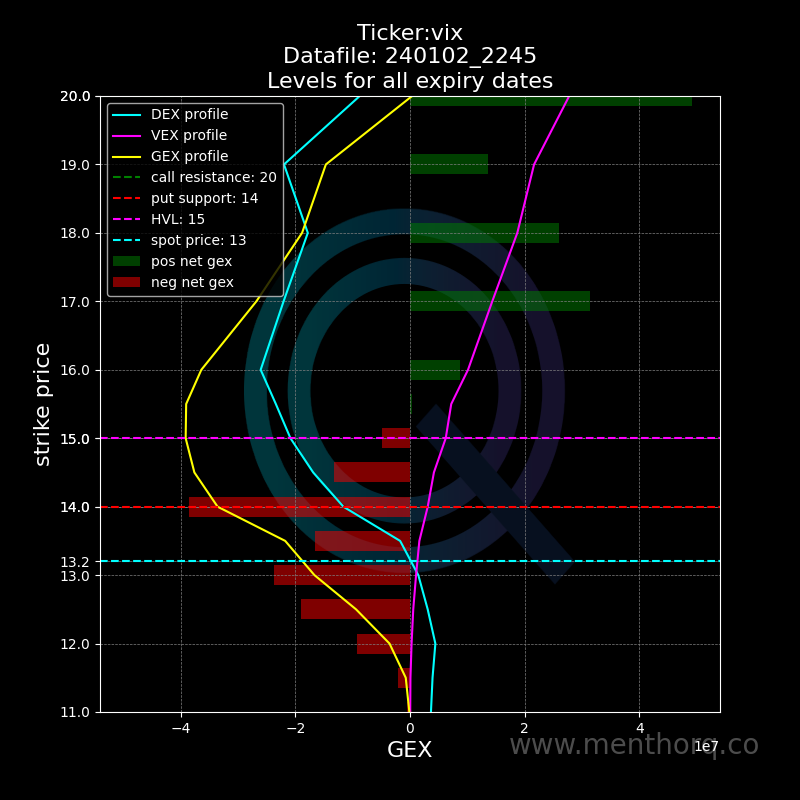 Ticker:vix
Datafile: 240102_2245
Levels for all expiry dates
DEX profile
VEX profile
GEX profile
call resistance: 20
put support: 14
HVL: 15
spot price: 13
pos net gex
neg net gex
strike price
20.0
19.0
18.0
17.0
16.0
15.0
14.0
13.2
13.0
12.0
11.0
−4
−2
0
2
4
1e7
GEX
www.menthorq.co